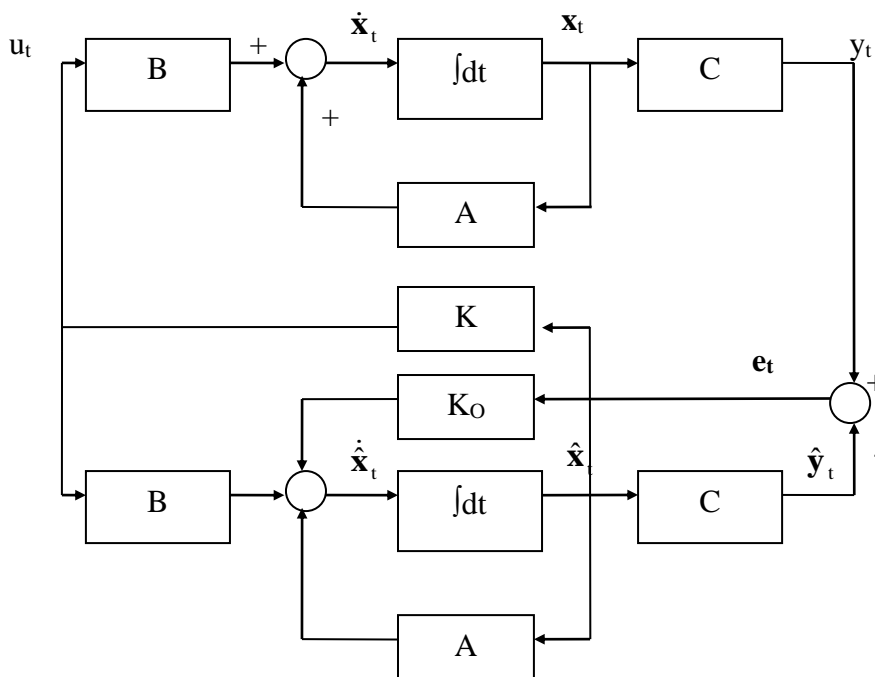 uₜ B + ẋₜ ∫dt xₜ C yₜ
+
A
K
eₜ +
K_O
B x̂̇ₜ ∫dt x̂ₜ C ŷₜ
A